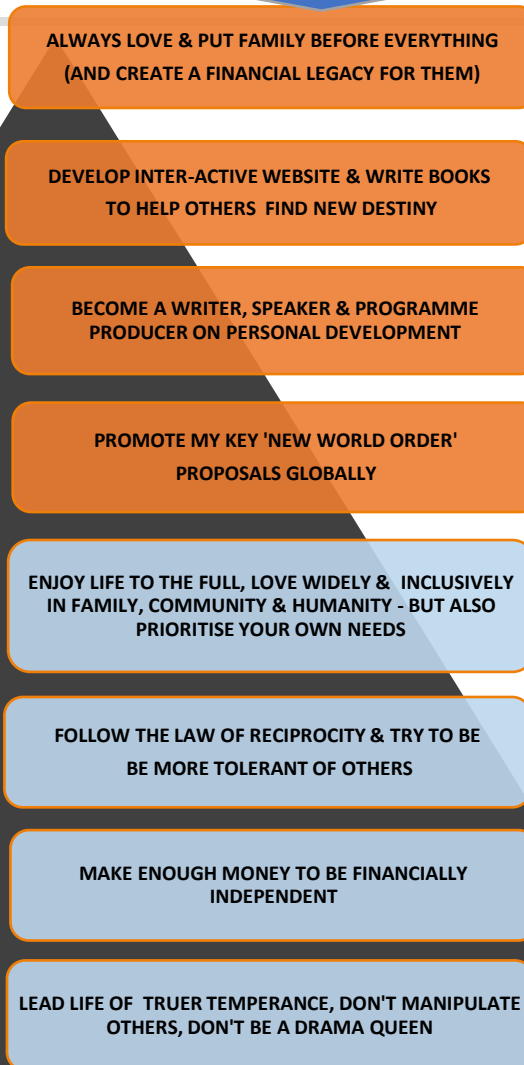 ALWAYS LOVE & PUT FAMILY BEFORE EVERYTHING
(AND CREATE A FINANCIAL LEGACY FOR THEM)
DEVELOP INTER-ACTIVE WEBSITE & WRITE BOOKS
TO HELP OTHERS FIND NEW DESTINY
BECOME A WRITER, SPEAKER & PROGRAMME
PRODUCER ON PERSONAL DEVELOPMENT
PROMOTE MY KEY 'NEW WORLD ORDER'
PROPOSALS GLOBALLY
ENJOY LIFE TO THE FULL, LOVE WIDELY & INCLUSIVELY
IN FAMILY, COMMUNITY & HUMANITY - BUT ALSO
PRIORITISE YOUR OWN NEEDS
FOLLOW THE LAW OF RECIPROCITY & TRY TO BE
BE MORE TOLERANT OF OTHERS
MAKE ENOUGH MONEY TO BE FINANCIALLY
INDEPENDENT
LEAD LIFE OF TRUER TEMPERANCE, DON'T MANIPULATE
OTHERS, DON'T BE A DRAMA QUEEN